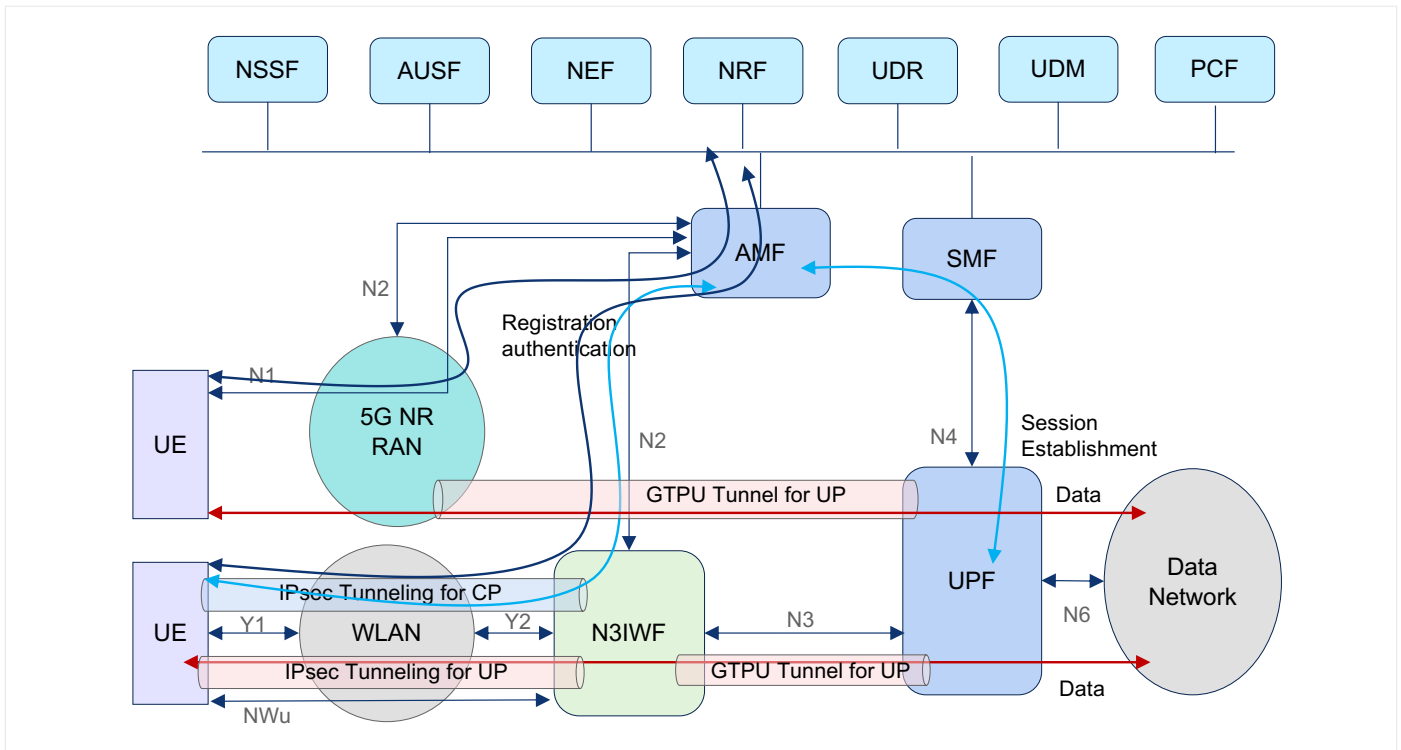 NSSF
AUSF
NEF
NRF
UDR
UDM
PCF
AMF
SMF
N2
Registration
authentication
N1
5G NR
RAN
UE
N2
N4
Session
Establishment
GTPU Tunnel for UP
Data
IPsec Tunneling for CP
UPF
Data
Network
UE
Y1
WLAN
Y2
N3IWF
N3
N6
IPsec Tunneling for UP
GTPU Tunnel for UP
Data
NWu